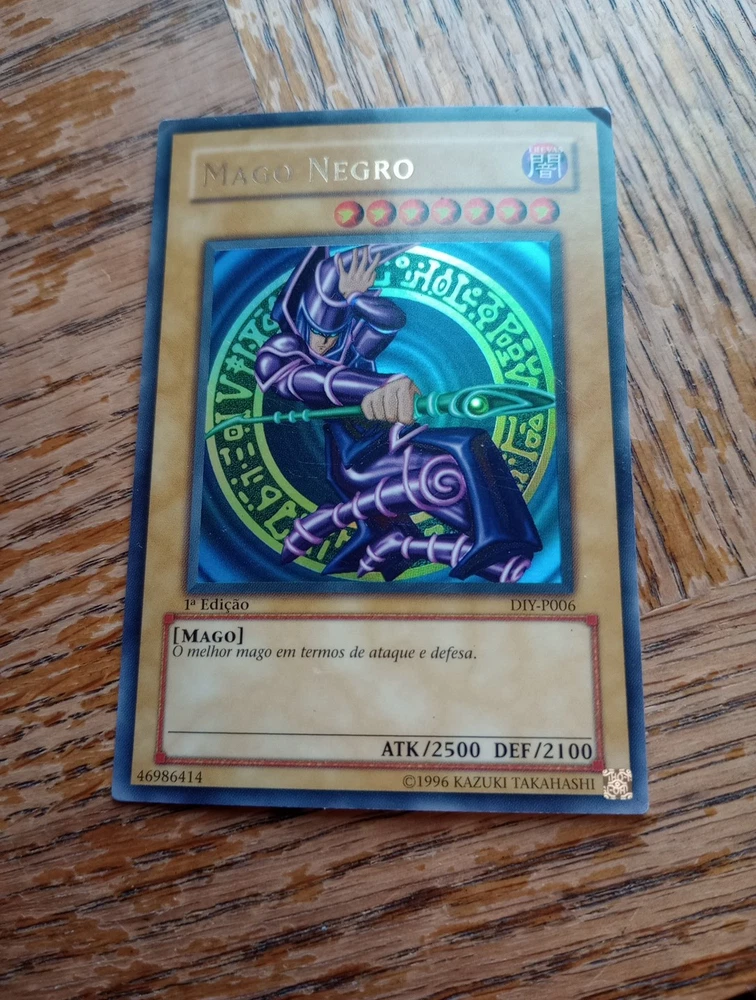 Mago Negro
TREVAS
闇
1ª Edição
DIY-P006
[MAGO]
O melhor mago em termos de ataque e defesa.
ATK/2500 DEF/2100
46986414
©1996 KAZUKI TAKAHASHI